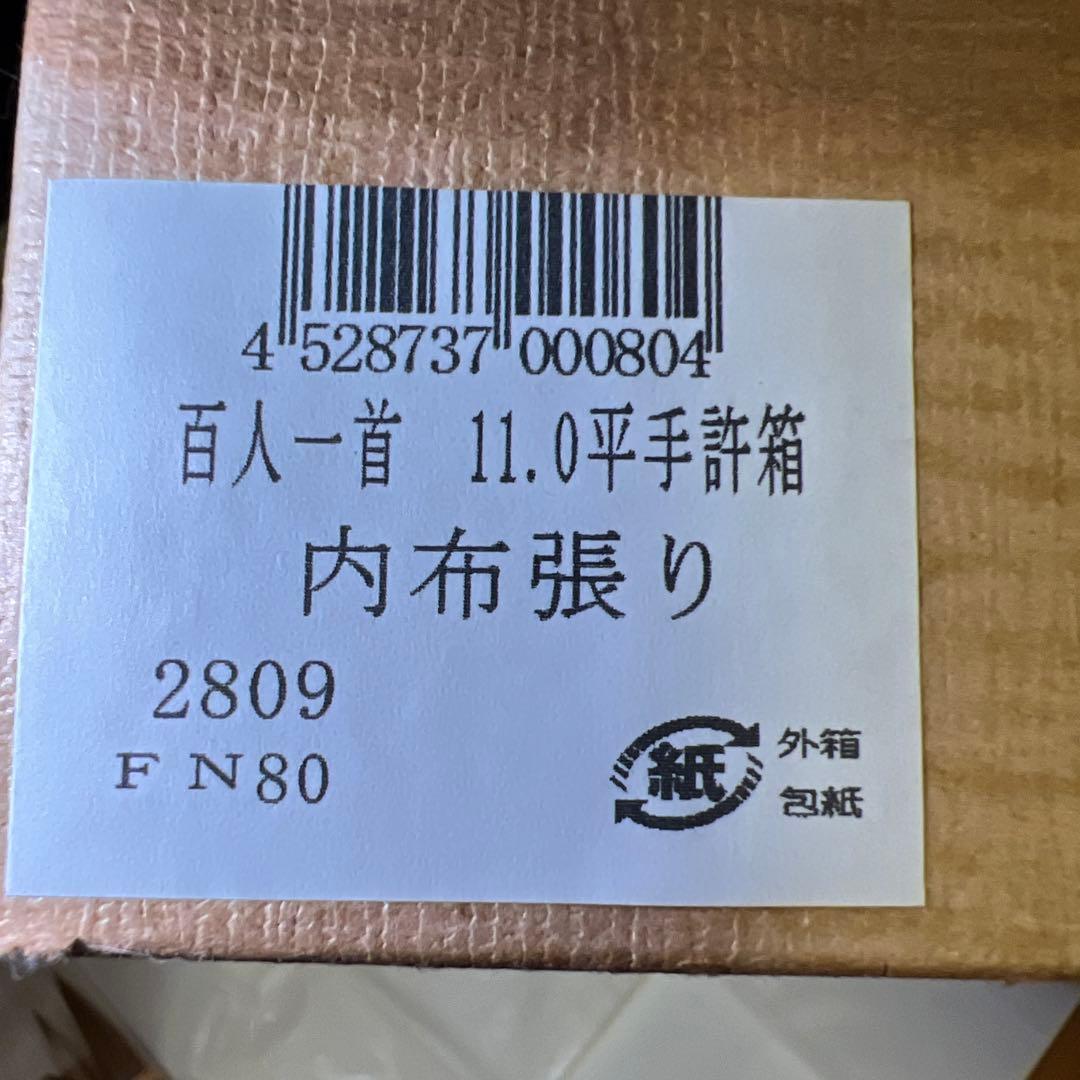 4 528737 000804
百人一首 11.0平手許箱
内布張り
2809
FN80
紙
外箱
包紙